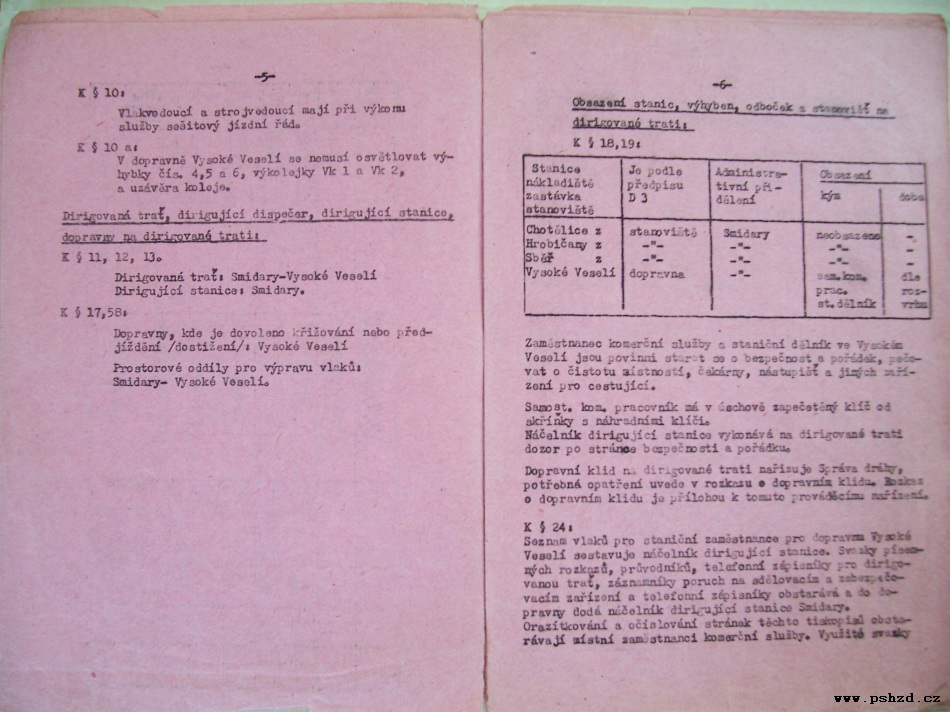 -5-
K § 10:
Vlakvedoucí a strojvedoucí mají při výkonu
služby sešitový jízdní řád.
K § 10 a:
V dopravně Vysoké Veselí se nemusí osvětlovat vý-
hybky čís. 4,5 a 6, výkolejky Vk 1 a Vk 2,
a uzávěra koleje.
Dirigovaná trať, dirigující dispečer, dirigující stanice,
dopravny na dirigované trati:
K § 11, 12, 13.
Dirigovaná trať: Smidary-Vysoké Veselí
Dirigující stanice: Smidary.
K § 17,58:
Dopravny, kde je dovoleno křižování nebo před-
jíždění /dostižení/: Vysoké Veselí
Prostorové oddíly pro výpravu vlaků:
Smidary- Vysoké Veselí.
-6-
Obsazení stanic, výhyben, odboček a stanovišť na
dirigované trati:
K § 18,19:
Stanice Je podle Administra- Obsazení
nákladiště předpisu tivní při-
zastávka D 3 dělení kým doba
stanoviště
Chotělice z stanoviště Smidary neobsazeno -
Hrobičany z -"- -"- -"- -
Sběř z -"- -"- -"- -
Vysoké Veselí dopravna -"- sam.kom. dle
prac. roz-
st.dělník vrhu
Zaměstnanec komerční služby a staniční dělník ve Vysokém
Veselí jsou povinni starat se o bezpečnost a pořádek, pečo-
vat o čistotu místností, čekárny, nástupišť a jiných zaří-
zení pro cestující.
Samost. kom. pracovník má v úschově zapečetěný klíč od
skříňky s náhradními klíči.
Náčelník dirigující stanice vykonává na dirigované trati
dozor po stránce bezpečnosti a pořádku.
Dopravní klid na dirigované trati nařizuje Správa dráhy,
potřebná opatření uvede v rozkazu o dopravním klidu. Rozkaz
o dopravním klidu je přílohou k tomuto prováděcímu nařízení.
K § 24:
Seznam vlaků pro staniční zaměstnance pro dopravnu Vysoké
Veselí sestavuje náčelník dirigující stanice. Svazky písem-
ných rozkazů, průvodníků, telefonní zápisníky pro dirigo-
vanou trať, záznamníky poruch na sdělovacím a zabezpečo-
vacím zařízení a telefonní zápisníky obstarává a do do-
pravny dodá náčelník dirigující stanice Smidary.
Orazítkování a očíslování stránek těchto tiskopisů obsta-
rávají místní zaměstnanci komerční služby. Využité svazky
www.pshzd.cz